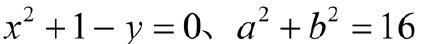 x² + 1 − y = 0、 a² + b² = 16